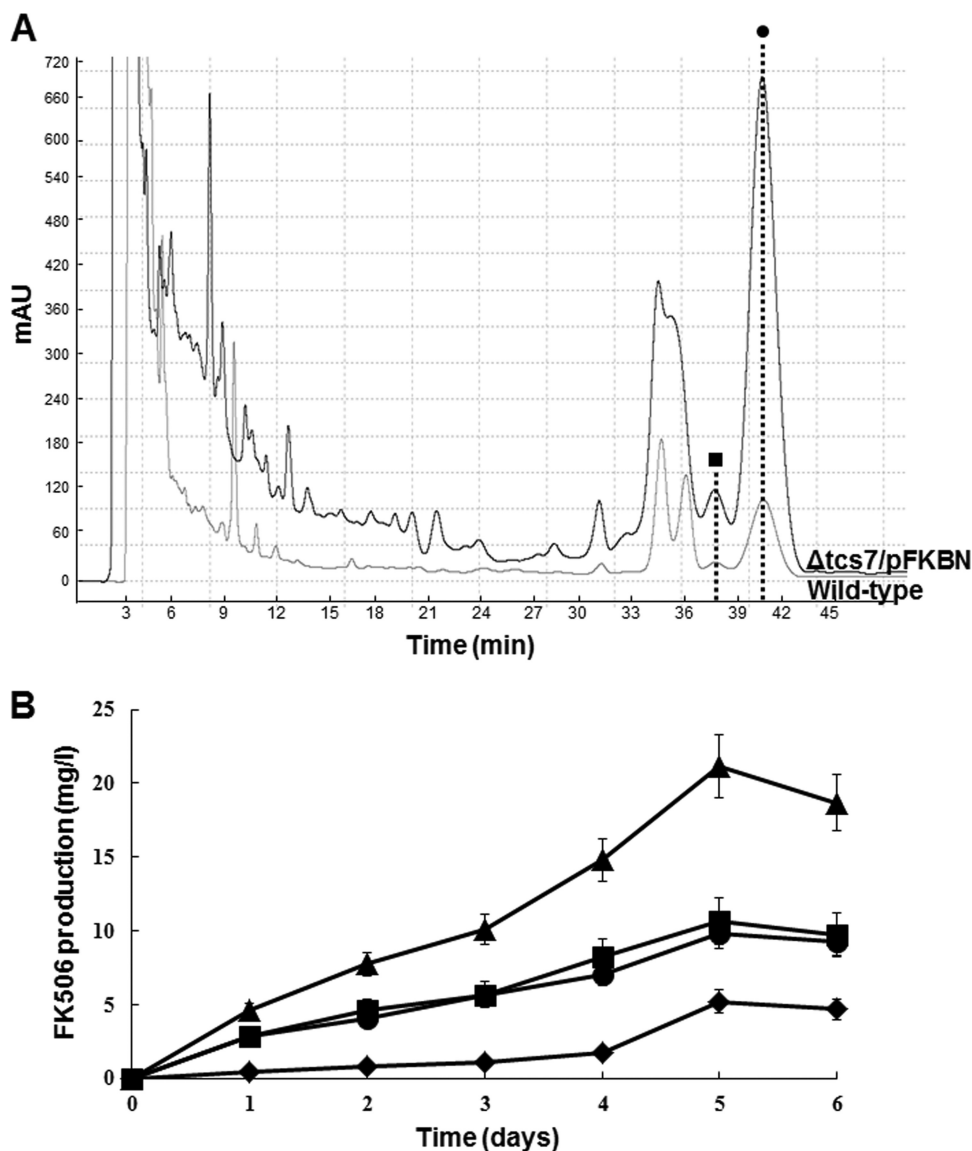 A
720
660
600
540
480
420
360
300
240
180
120
60
0
mAU
Δtcs7/pFKBN
Wild-type
3 6 9 12 15 18 21 24 27 30 33 36 39 42 45
Time (min)
B
25
20
15
10
5
0
FK506 production (mg/l)
0 1 2 3 4 5 6
Time (days)